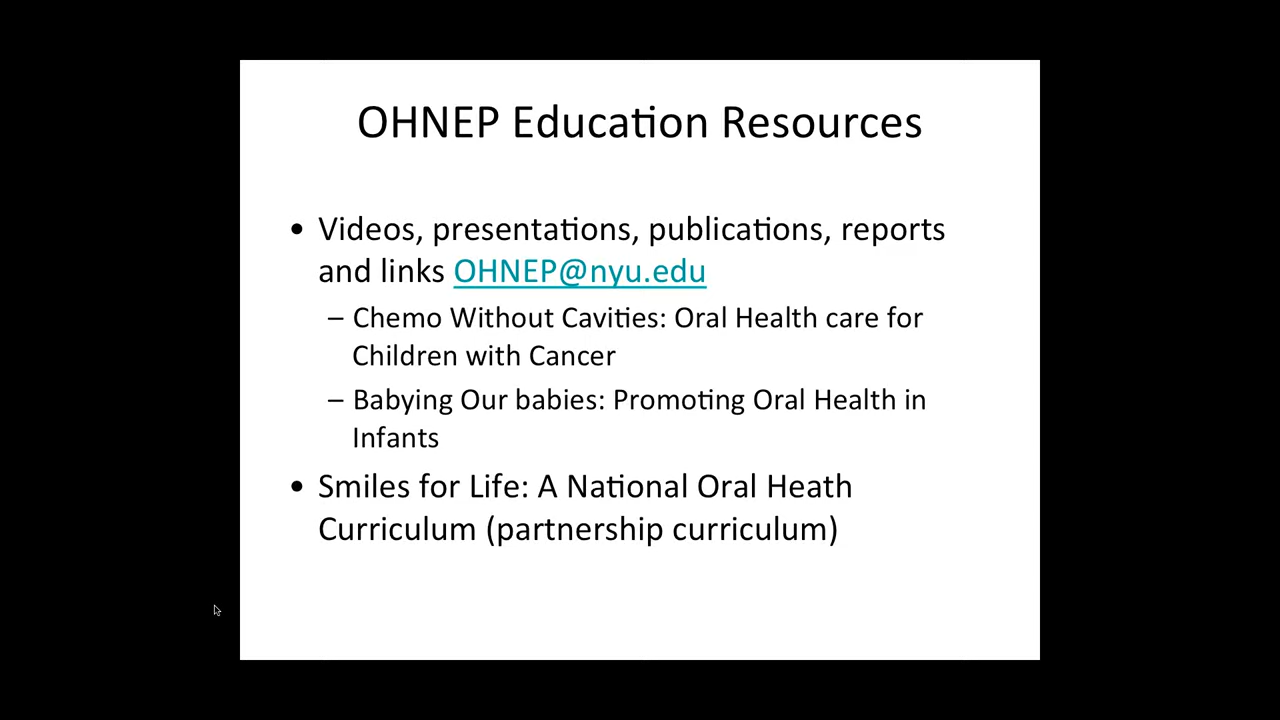 OHNEP Education Resources
• Videos, presentations, publications, reports
and links OHNEP@nyu.edu
– Chemo Without Cavities: Oral Health care for
Children with Cancer
– Babying Our babies: Promoting Oral Health in
Infants
• Smiles for Life: A National Oral Heath
Curriculum (partnership curriculum)